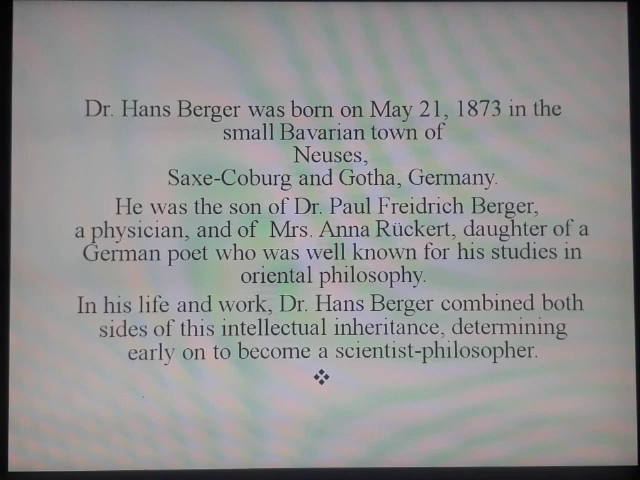 Dr. Hans Berger was born on May 21, 1873 in the
small Bavarian town of
Neuses,
Saxe-Coburg and Gotha, Germany.
He was the son of Dr. Paul Freidrich Berger,
a physician, and of Mrs. Anna Rückert, daughter of a
German poet who was well known for his studies in
oriental philosophy.
In his life and work, Dr. Hans Berger combined both
sides of this intellectual inheritance, determining
early on to become a scientist-philosopher.